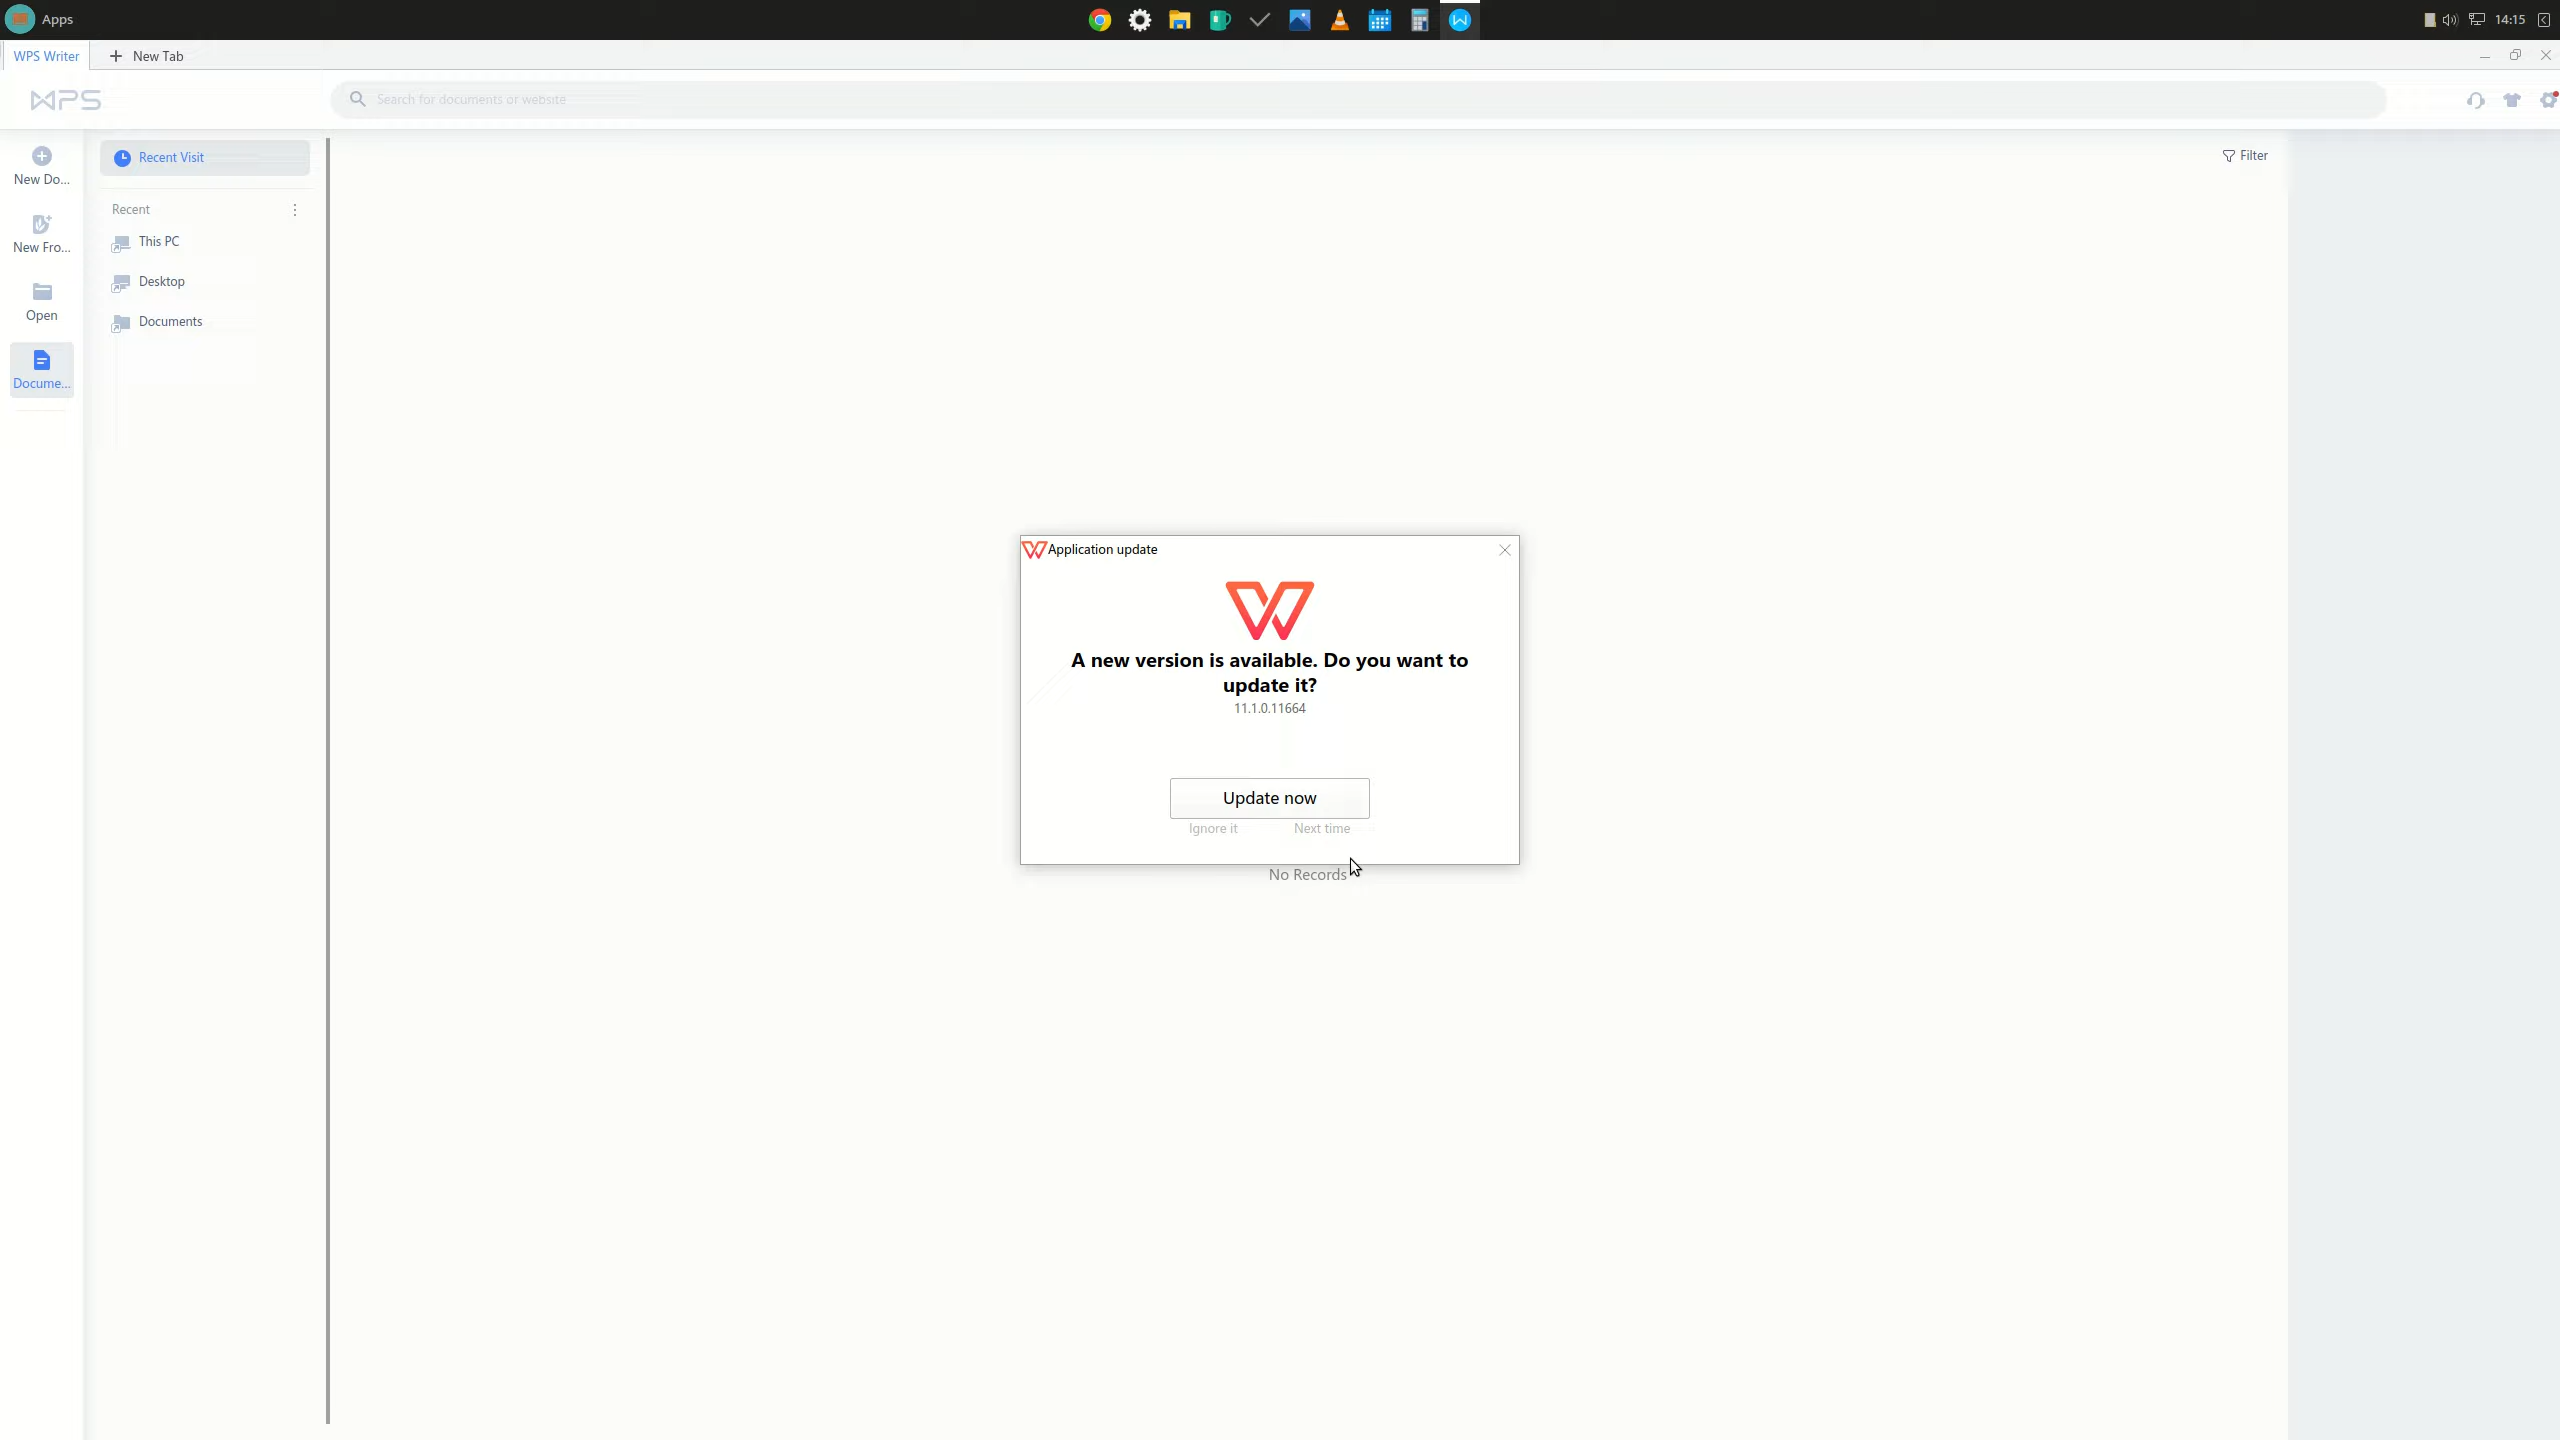 Apps
14:15
WPS Writer
New Tab
WPS
Search for documents or website
New Do...
New Fro...
Open
Docume...
Recent Visit
Recent
This PC
Desktop
Documents
Filter
Application update
A new version is available. Do you want to
update it?
11.1.0.11664
Update now
Ignore it
Next time
No Records